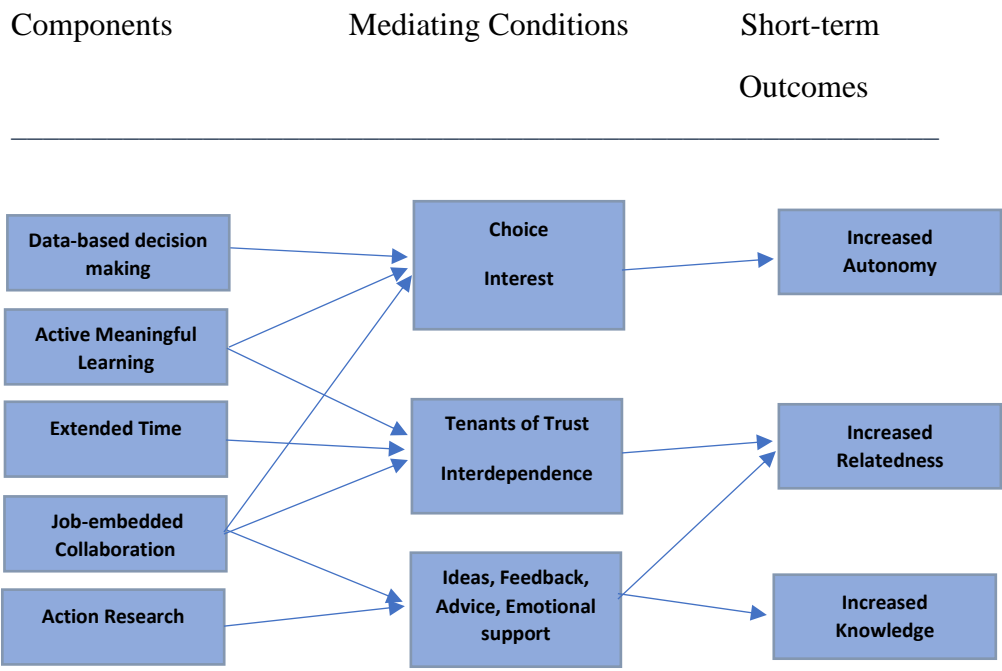 Components Mediating Conditions Short-term
Outcomes
Data-based decision
making
Active Meaningful
Learning
Extended Time
Job-embedded
Collaboration
Action Research
Choice
Interest
Tenants of Trust
Interdependence
Ideas, Feedback,
Advice, Emotional
support
Increased
Autonomy
Increased
Relatedness
Increased
Knowledge